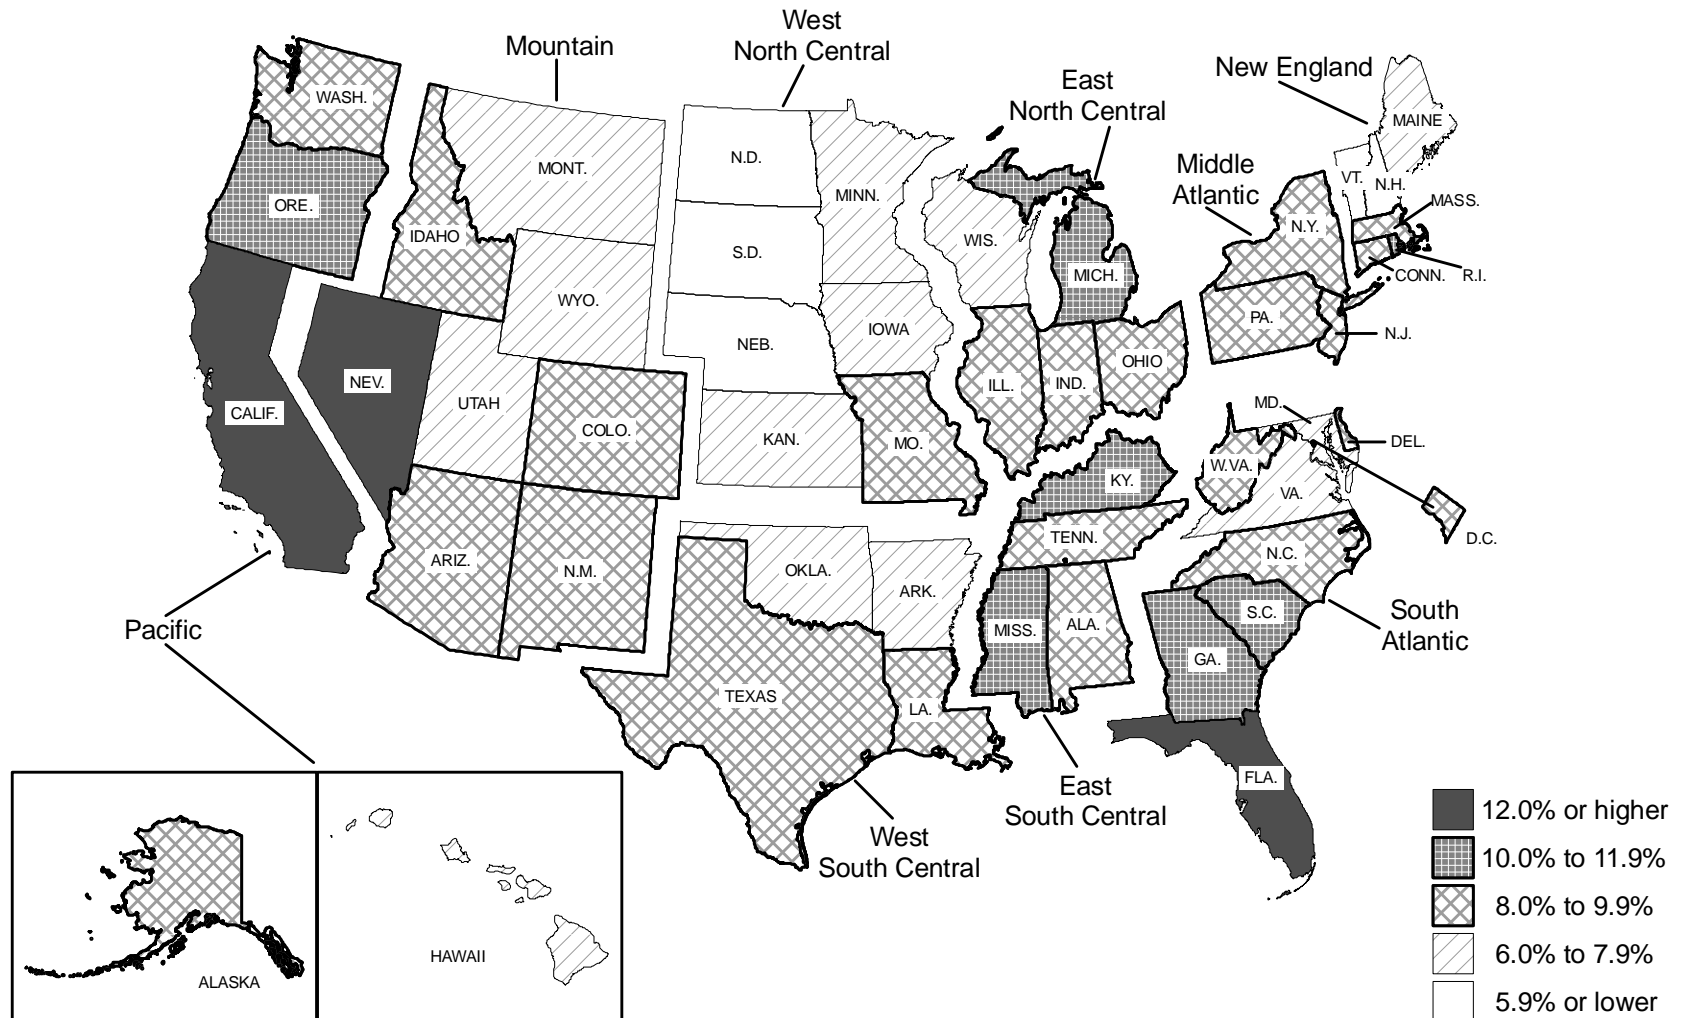 West
North Central
Mountain
East
North Central
New England
Middle
Atlantic
WASH.
ORE.
CALIF.
NEV.
IDAHO
MONT.
WYO.
UTAH
COLO.
ARIZ.
N.M.
N.D.
S.D.
NEB.
KAN.
MINN.
IOWA
MO.
WIS.
MICH.
ILL.
IND.
OHIO
MAINE
VT.
N.H.
MASS.
CONN.
R.I.
N.Y.
PA.
N.J.
MD.
DEL.
W.VA.
VA.
D.C.
KY.
TENN.
N.C.
S.C.
GA.
FLA.
MISS.
ALA.
OKLA.
ARK.
TEXAS
LA.
Pacific
South
Atlantic
East
South Central
West
South Central
ALASKA
HAWAII
12.0% or higher
10.0% to 11.9%
8.0% to 9.9%
6.0% to 7.9%
5.9% or lower